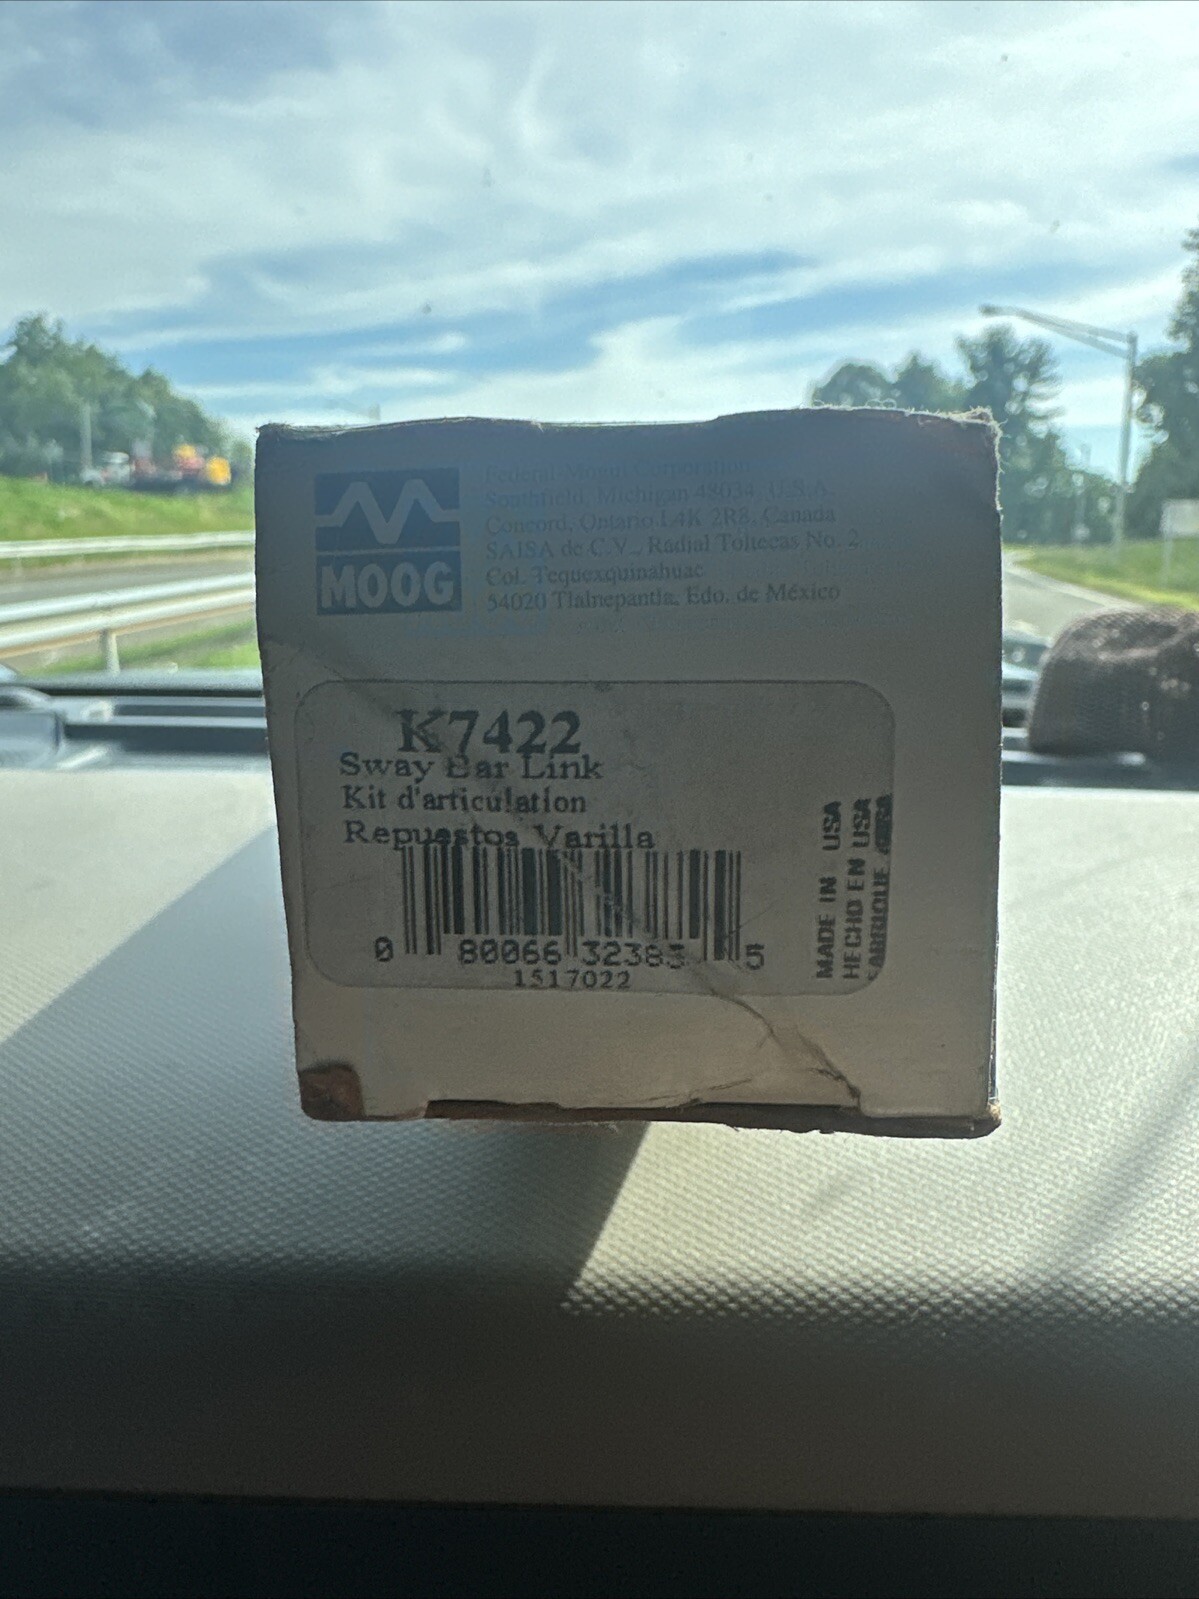 MOOG
Federal-Mogul Corporation
Southfield, Michigan 48034, U.S.A.
Concord, Ontario L4K 2R8, Canada
SAJSA de C.V., Radial Toltecas No. 2
Col. Tequexquinahuac
54020 Tlalnepantla, Edo. de México
K7422
Sway Bar Link
Kit d'articulation
Repuestos Varilla
0 80066 32383 5
1517022
MADE IN USA
HECHO EN USA
FABRIQUE